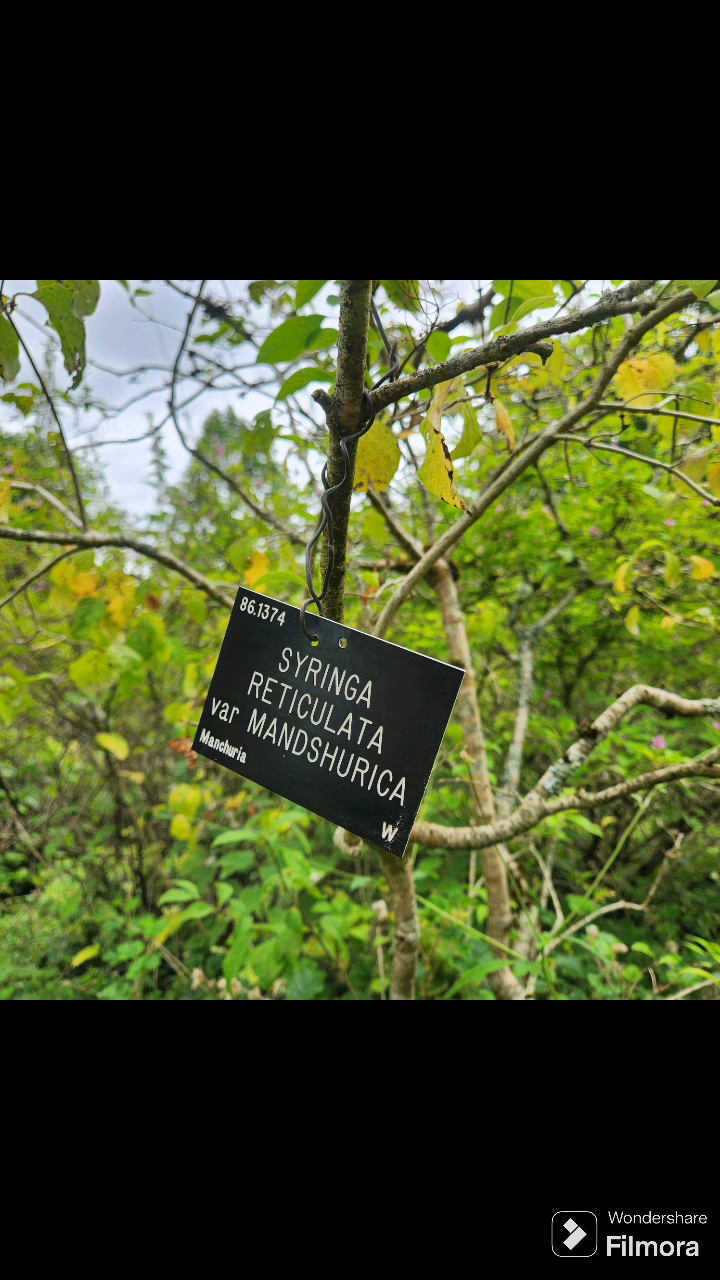 86.1374
SYRINGA
RETICULATA
var MANDSHURICA
Manchuria
W
Wondershare
Filmora